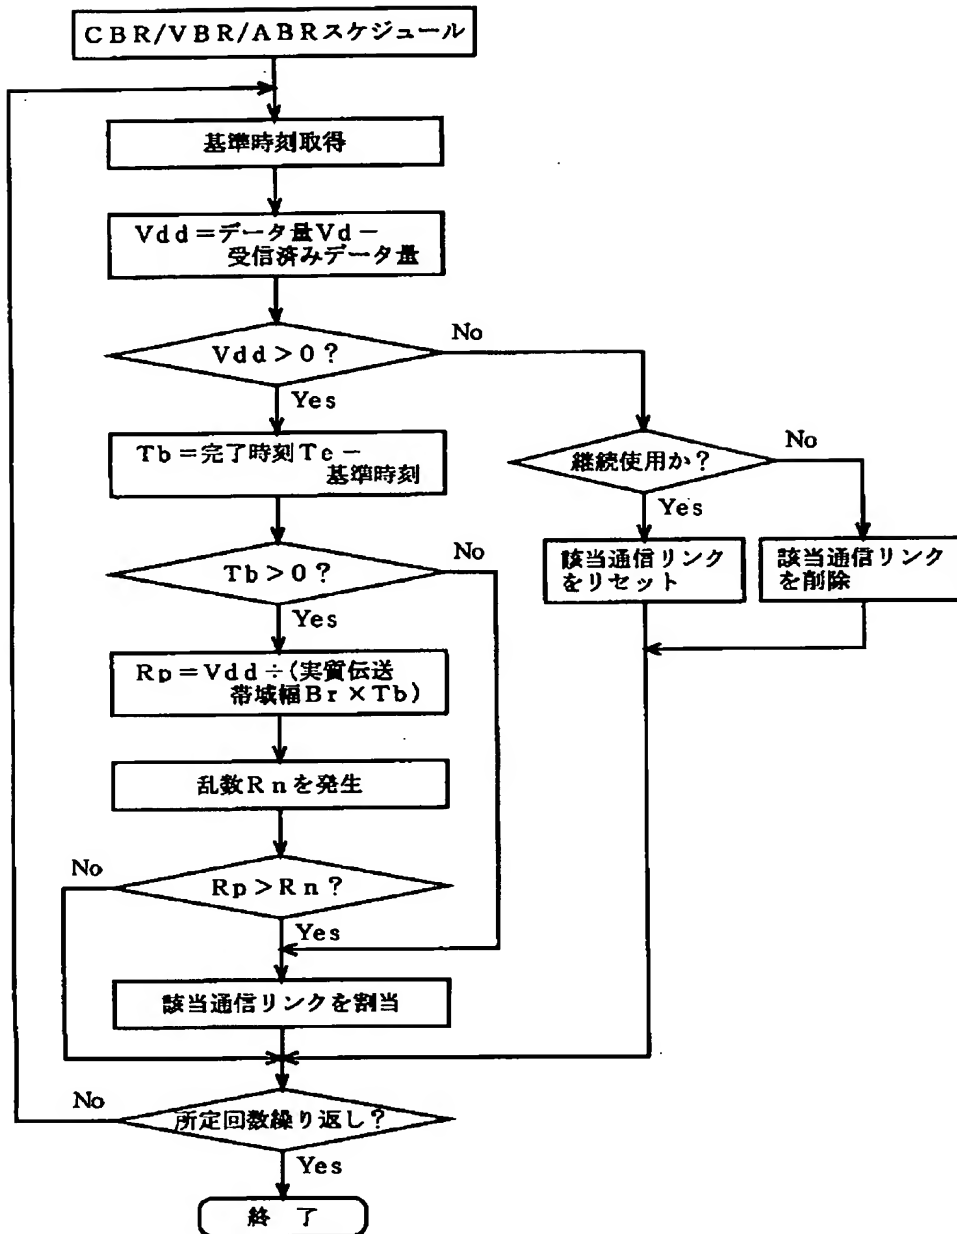 CBR/VBR/ABRスケジュール
基準時刻取得
Vdd=データ量Vd-
受信済みデータ量
Vdd>0?
No
Yes
Tb=完了時刻Te-
基準時刻
継続使用か?
No
Yes
Tb>0?
No
Yes
該当通信リンク
をリセット
該当通信リンク
を削除
Rp=Vdd÷(実質伝送
帯域幅Br×Tb)
乱数Rnを発生
Rp>Rn?
No
Yes
該当通信リンクを割当
所定回数繰り返し?
No
Yes
終 了